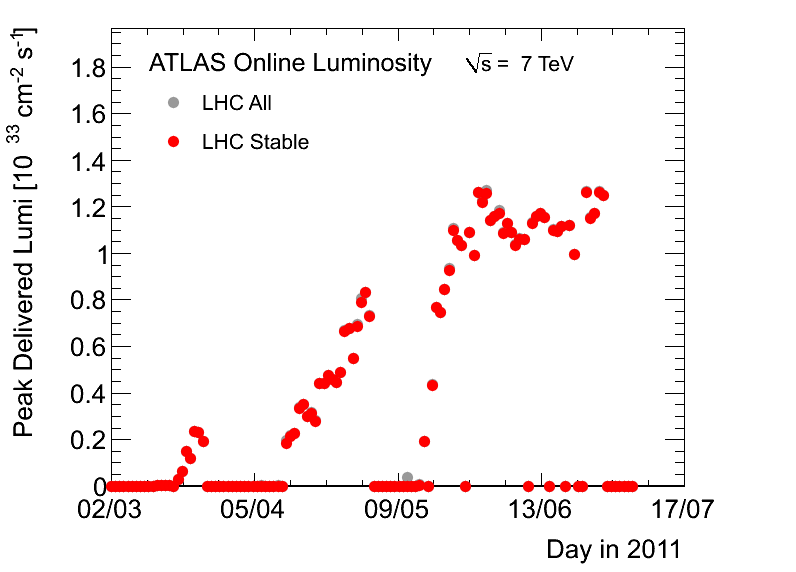 Peak Delivered Lumi [10³³ cm⁻² s⁻¹]
ATLAS Online Luminosity √s = 7 TeV
LHC All
LHC Stable
1.8
1.6
1.4
1.2
1
0.8
0.6
0.4
0.2
0
02/03 05/04 09/05 13/06 17/07
Day in 2011